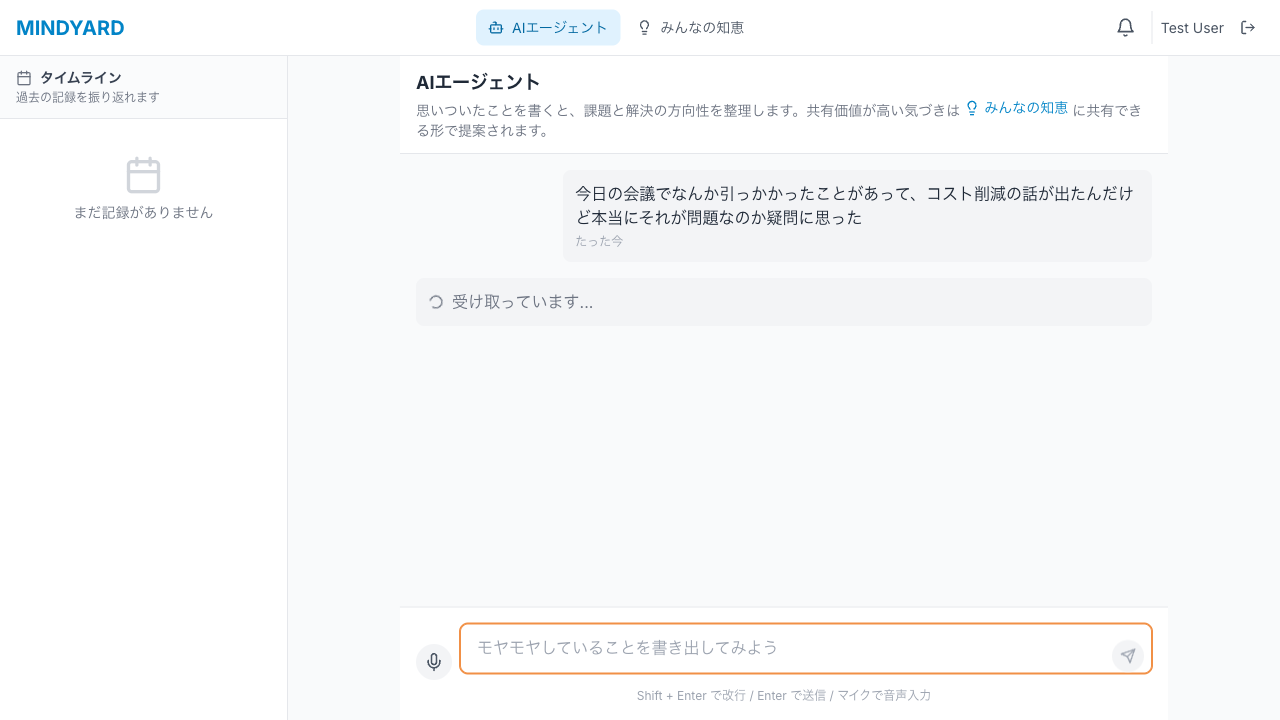 MINDYARD
AIエージェント
みんなの知恵
Test User
タイムライン
過去の記録を振り返れます
まだ記録がありません
AIエージェント
思いついたことを書くと、課題と解決の方向性を整理します。共有価値が高い気づきは みんなの知恵 に共有でき
る形で提案されます。
今日の会議でなんか引っかかったことがあって、コスト削減の話が出たんだけ
ど本当にそれが問題なのか疑問に思った
たった今
受け取っています...
モヤモヤしていることを書き出してみよう
Shift + Enter で改行 / Enter で送信 / マイクで音声入力